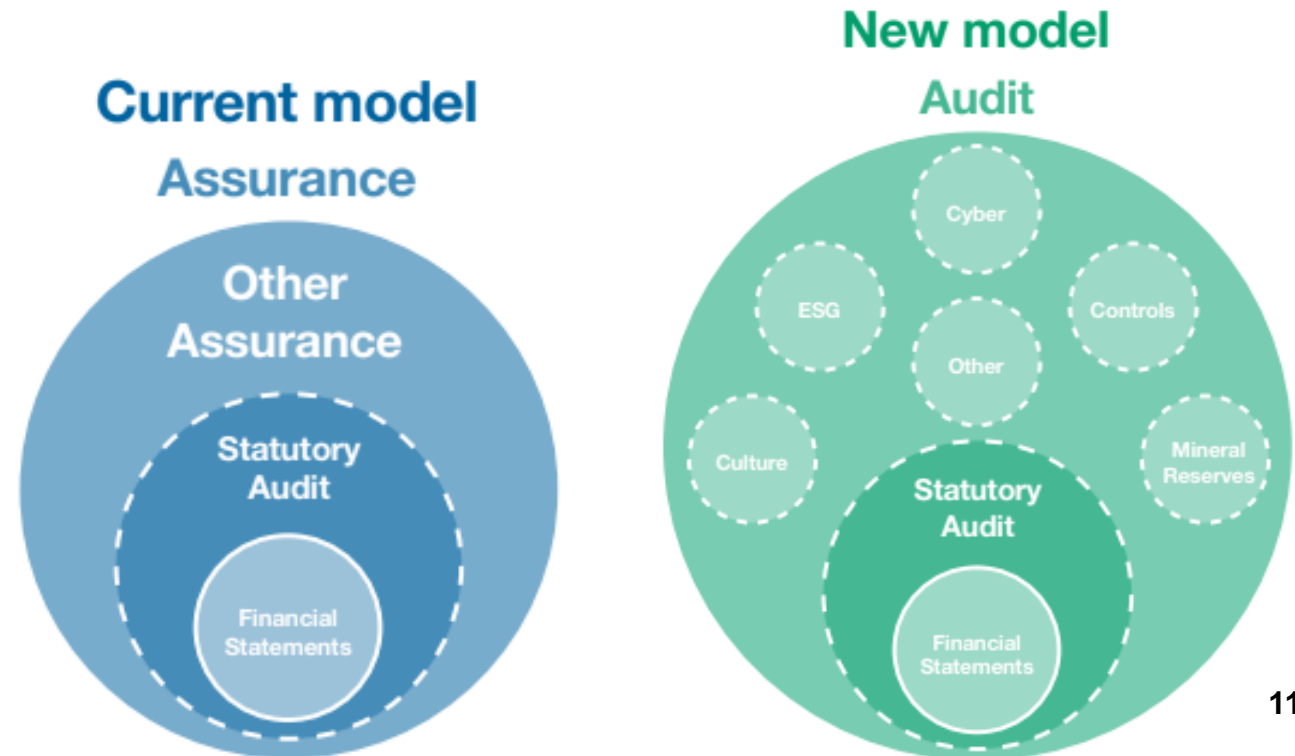 Current model
Assurance
Other
Assurance
Statutory
Audit
Financial
Statements
New model
Audit
Cyber
ESG
Controls
Other
Culture
Mineral
Reserves
Statutory
Audit
Financial
Statements
11